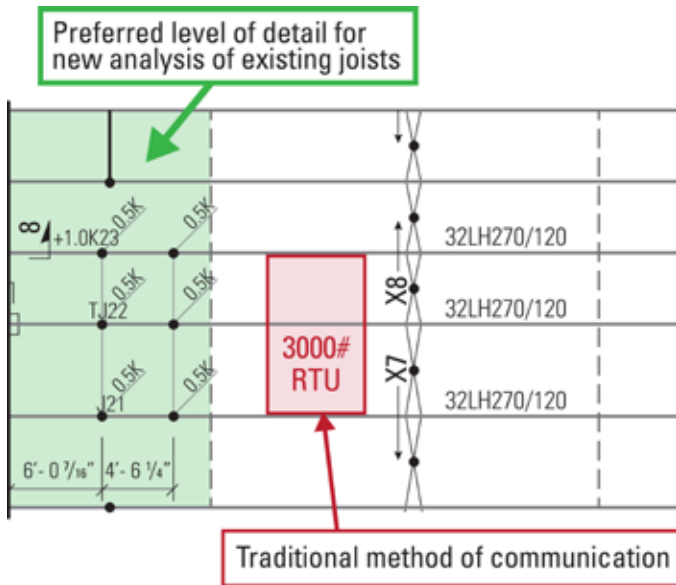 Preferred level of detail for
new analysis of existing joists
0.5K
0.5K
8
+1.0K23
32LH270/120
0.5K
0.5K
X8
TJ22
32LH270/120
3000#
RTU
0.5K
0.5K
X7
J21
32LH270/120
6'-0 7/16"
4'-6 1/4"
Traditional method of communication